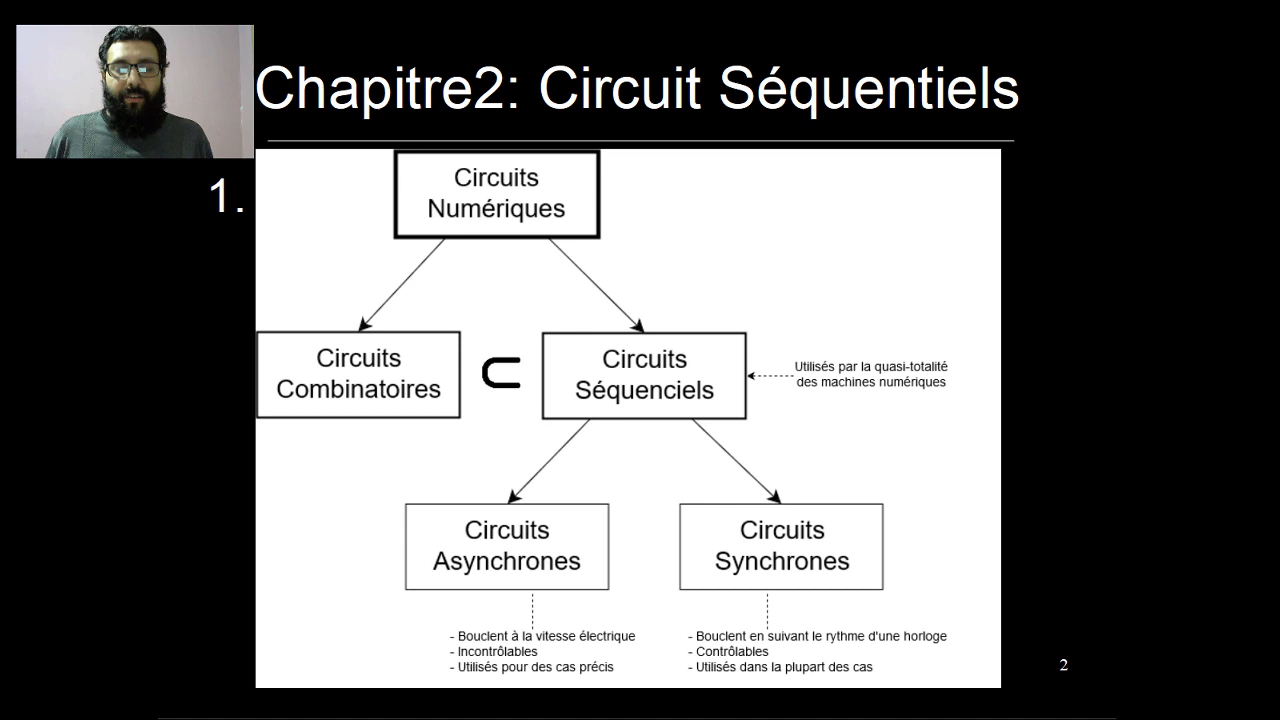 Chapitre2: Circuit Séquentiels
1.
Circuits
Numériques
Circuits
Combinatoires
⊂
Circuits
Séquenciels
Utilisés par la quasi-totalité
des machines numériques
Circuits
Asynchrones
Circuits
Synchrones
- Bouclent à la vitesse électrique
- Incontrôlables
- Utilisés pour des cas précis
- Bouclent en suivant le rythme d'une horloge
- Contrôlables
- Utilisés dans la plupart des cas
2